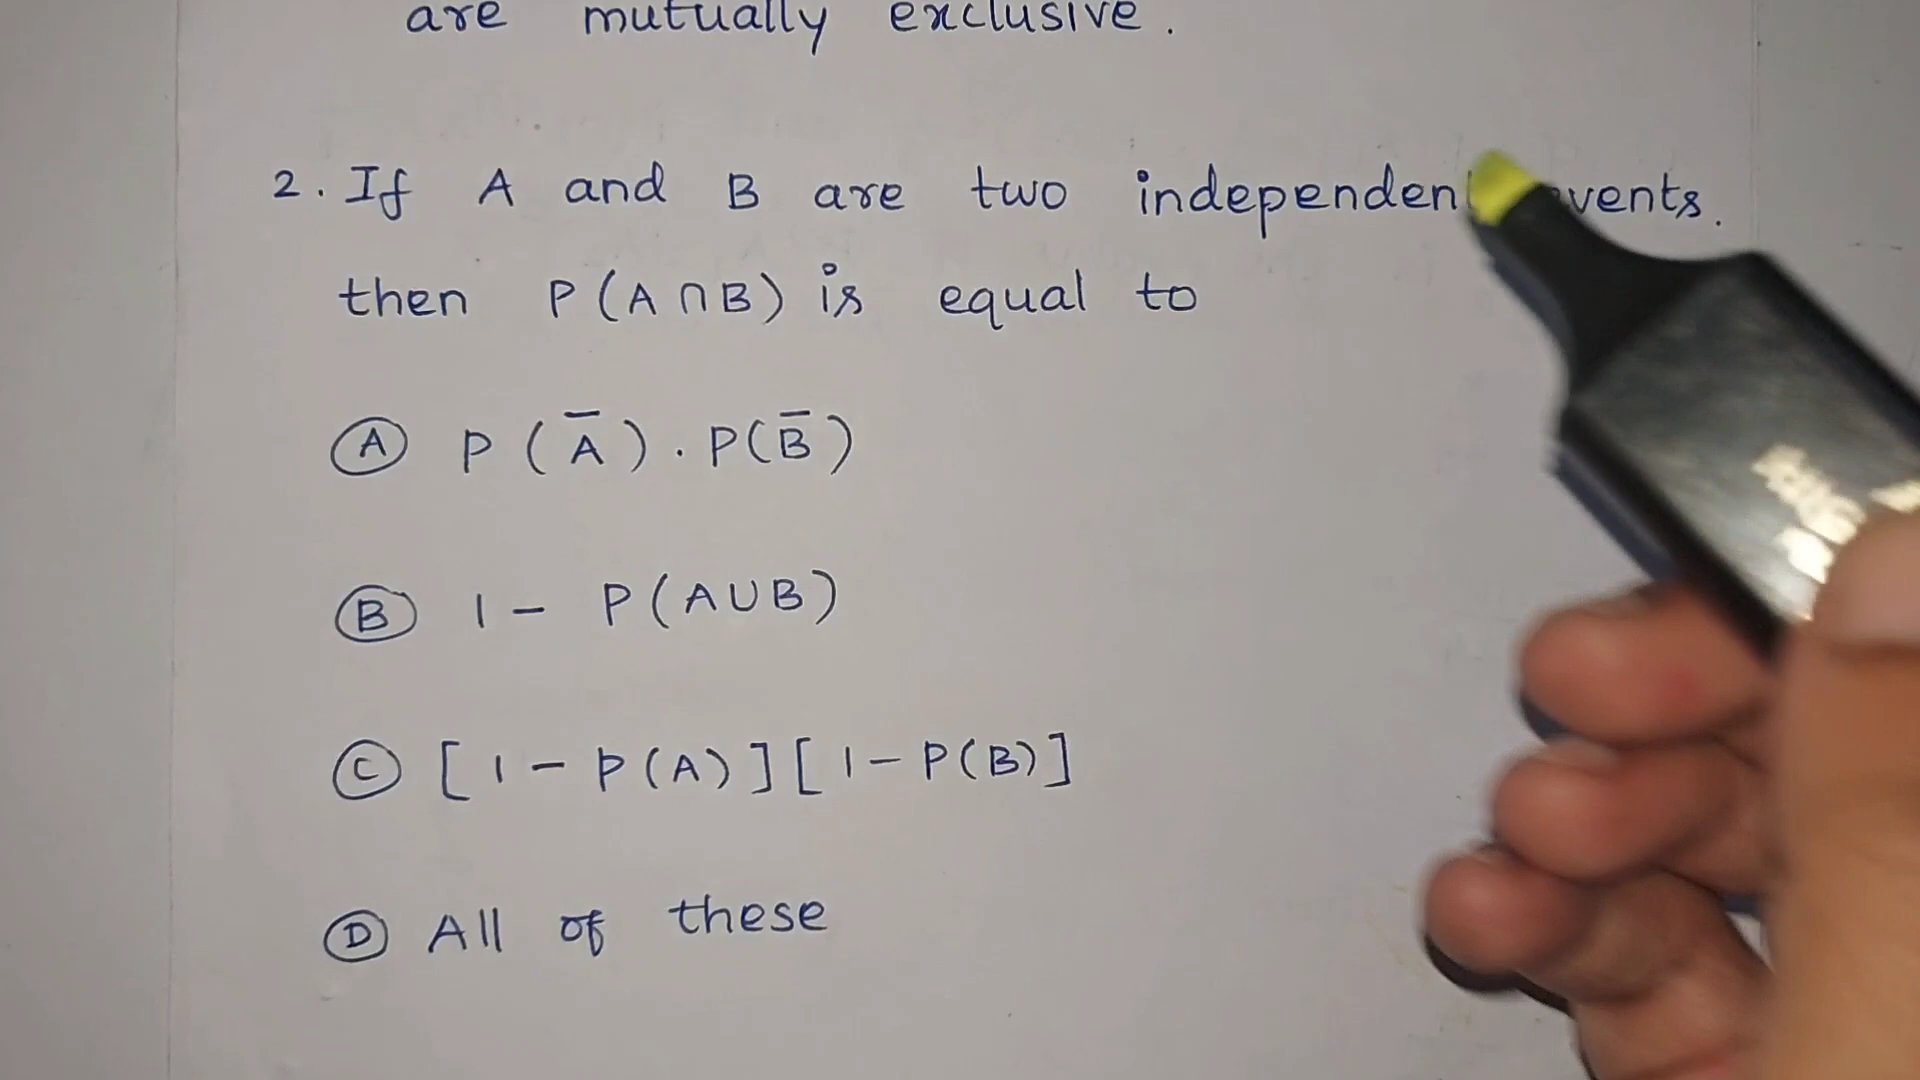 are mutually exclusive.
2. If A and B are two independent vents.
then P(A∩B) is equal to
Ⓐ P(A̅).P(B̅)
Ⓑ 1 - P(A∪B)
Ⓒ [1 - P(A)][1 - P(B)]
Ⓓ All of these